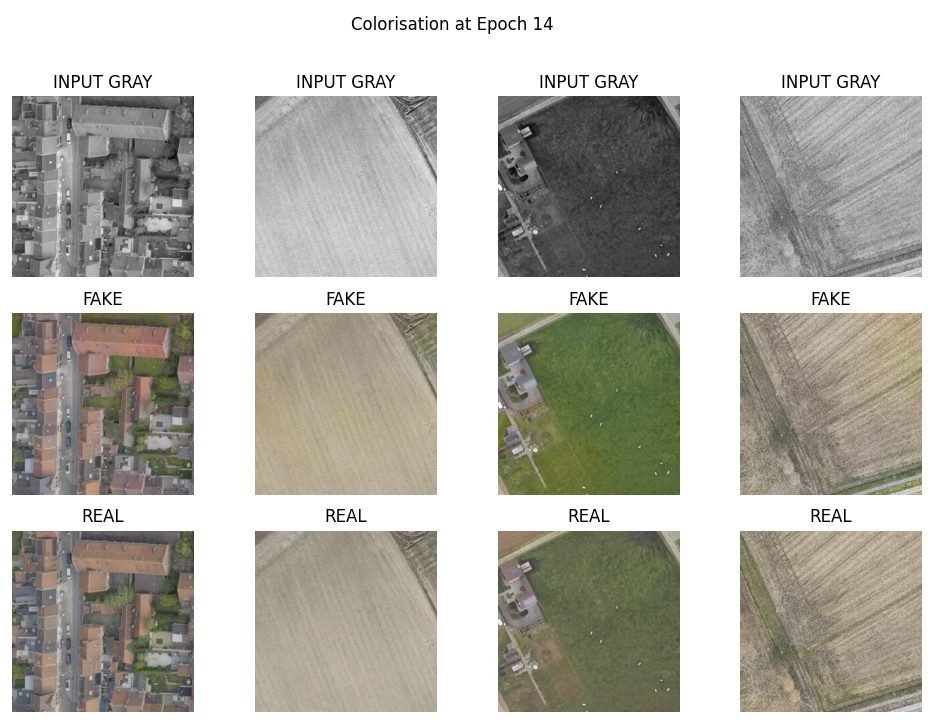 Colorisation at Epoch 14
INPUT GRAY INPUT GRAY INPUT GRAY INPUT GRAY
FAKE FAKE FAKE FAKE
REAL REAL REAL REAL